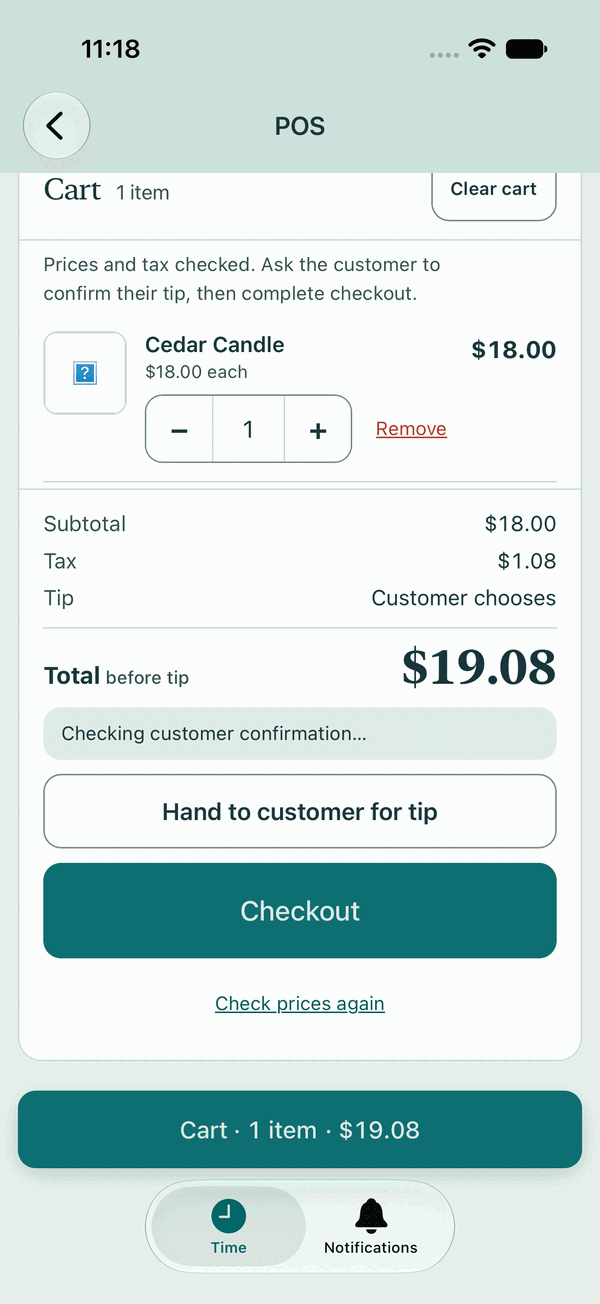 11:18
POS
Cart 1 item
Clear cart
Prices and tax checked. Ask the customer to
confirm their tip, then complete checkout.
Cedar Candle
$18.00
$18.00 each
− 1 +
Remove
Subtotal $18.00
Tax $1.08
Tip Customer chooses
Total before tip $19.08
Checking customer confirmation...
Hand to customer for tip
Checkout
Check prices again
Cart · 1 item · $19.08
Time
Notifications